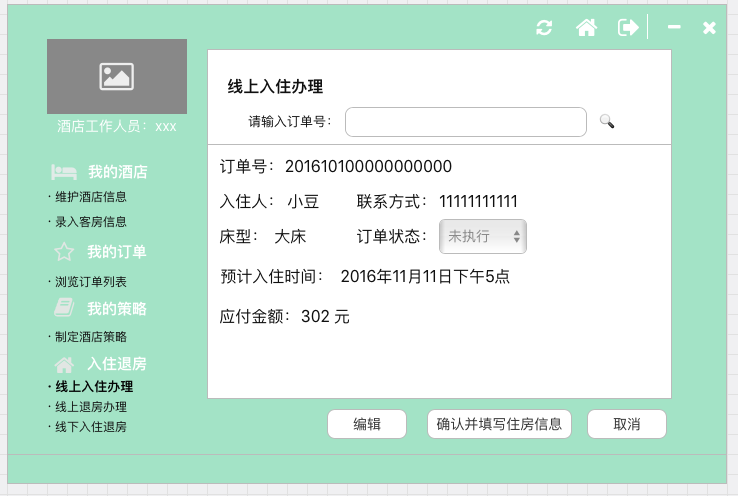 酒店工作人员：xxx
我的酒店
· 维护酒店信息
· 录入客房信息
我的订单
· 浏览订单列表
我的策略
· 制定酒店策略
入住退房
· 线上入住办理
· 线上退房办理
· 线下入住退房
线上入住办理
请输入订单号：
订单号：201610100000000000
入住人： 小豆 联系方式：11111111111
床型： 大床 订单状态： 未执行
预计入住时间： 2016年11月11日下午5点
应付金额：302 元
编辑 确认并填写住房信息 取消